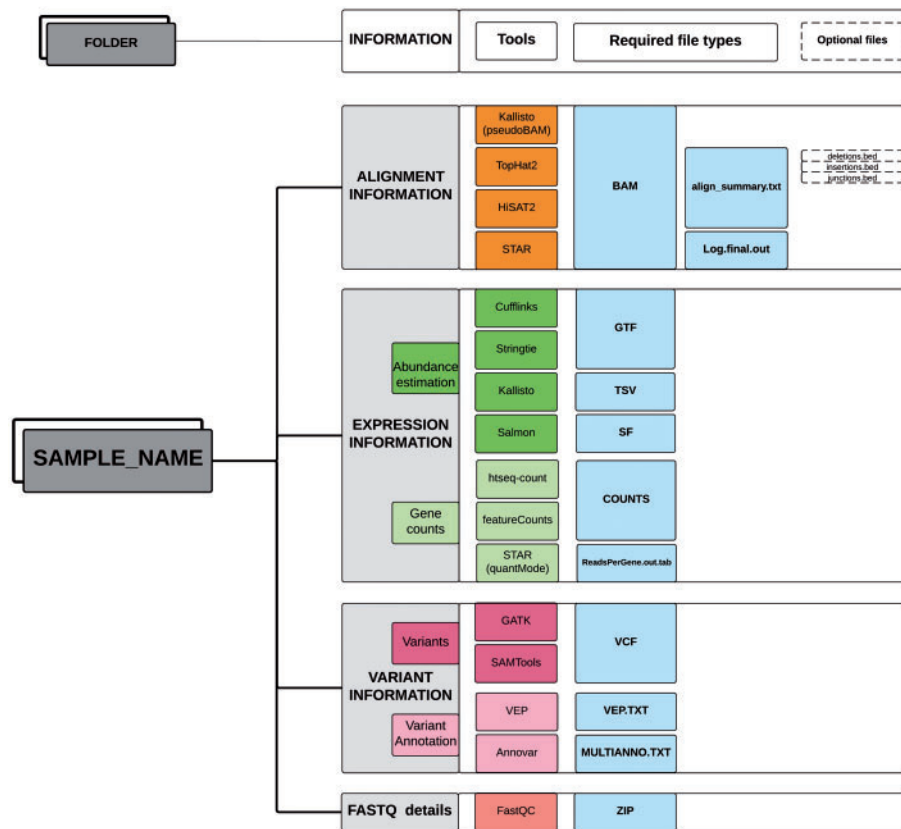 FOLDER
INFORMATION
Tools
Required file types
Optional files
ALIGNMENT
INFORMATION
Kallisto
(pseudoBAM)
TopHat2
HiSAT2
STAR
BAM
align_summary.txt
Log.final.out
deletions.bed
insertions.bed
junctions.bed
SAMPLE_NAME
EXPRESSION
INFORMATION
Abundance
estimation
Cufflinks
Stringtie
Kallisto
Salmon
GTF
TSV
SF
Gene
counts
htseq-count
featureCounts
STAR
(quantMode)
COUNTS
ReadsPerGene.out.tab
VARIANT
INFORMATION
Variants
GATK
SAMTools
VCF
Variant
Annotation
VEP
Annovar
VEP.TXT
MULTIANNO.TXT
FASTQ details
FastQC
ZIP